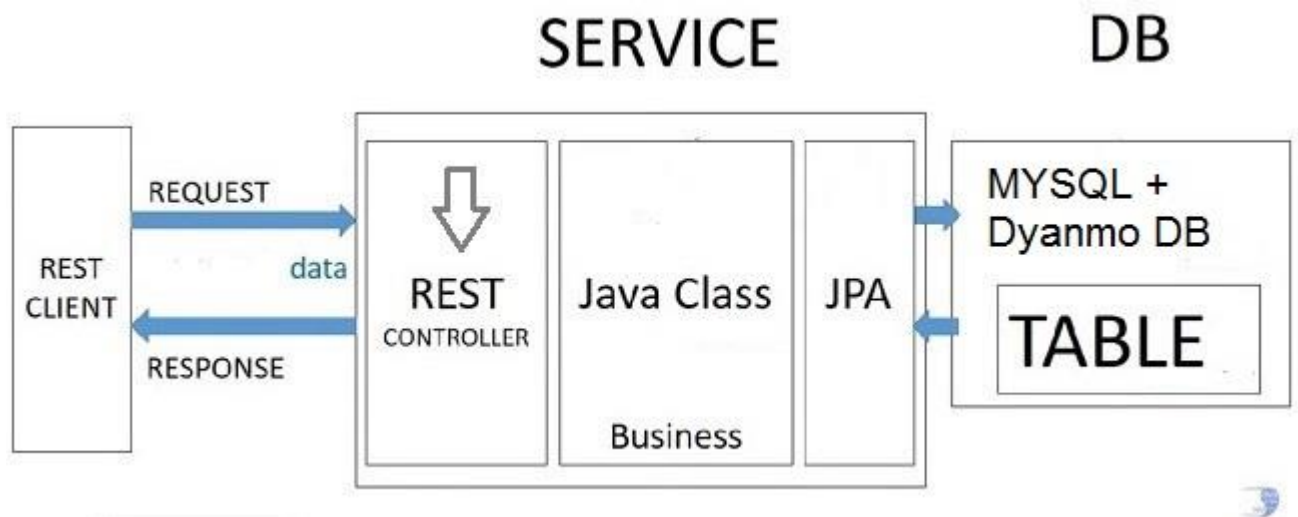 SERVICE
DB
REQUEST
data
RESPONSE
REST
CLIENT
REST
CONTROLLER
Java Class
Business
JPA
MYSQL +
Dyanmo DB
TABLE